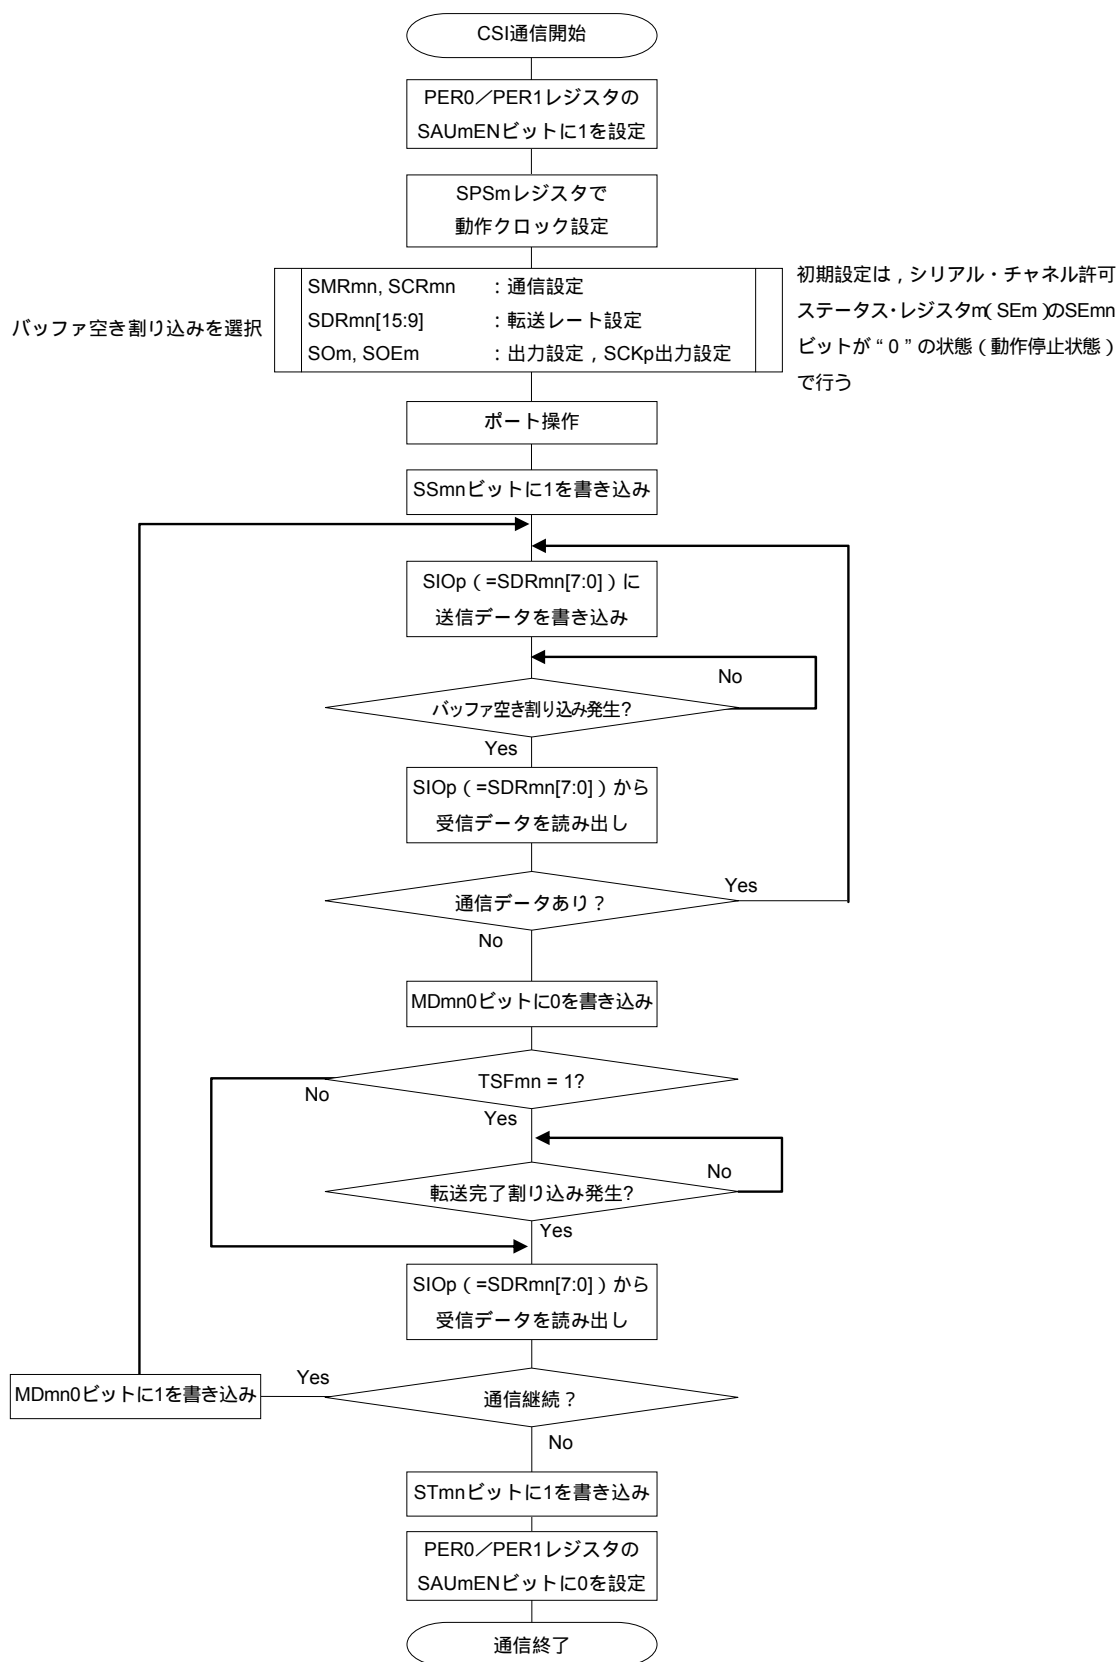 CSI通信開始
PER0／PER1レジスタの
SAUmENビットに1を設定
SPSmレジスタで
動作クロック設定
バッファ空き割り込みを選択
SMRmn, SCRmn ：通信設定
SDRmn[15:9] ：転送レート設定
SOm, SOEm ：出力設定，SCKp出力設定
初期設定は，シリアル・チャネル許可
ステータス・レジスタm（SEm）のSEmn
ビットが“0”の状態（動作停止状態）
で行う
ポート操作
SSmnビットに1を書き込み
SIOp（=SDRmn[7:0]）に
送信データを書き込み
No
バッファ空き割り込み発生?
Yes
SIOp（=SDRmn[7:0]）から
受信データを読み出し
Yes
通信データあり？
No
MDmn0ビットに0を書き込み
TSFmn = 1?
No
Yes
No
転送完了割り込み発生?
Yes
SIOp（=SDRmn[7:0]）から
受信データを読み出し
Yes
MDmn0ビットに1を書き込み
通信継続？
No
STmnビットに1を書き込み
PER0／PER1レジスタの
SAUmENビットに0を設定
通信終了